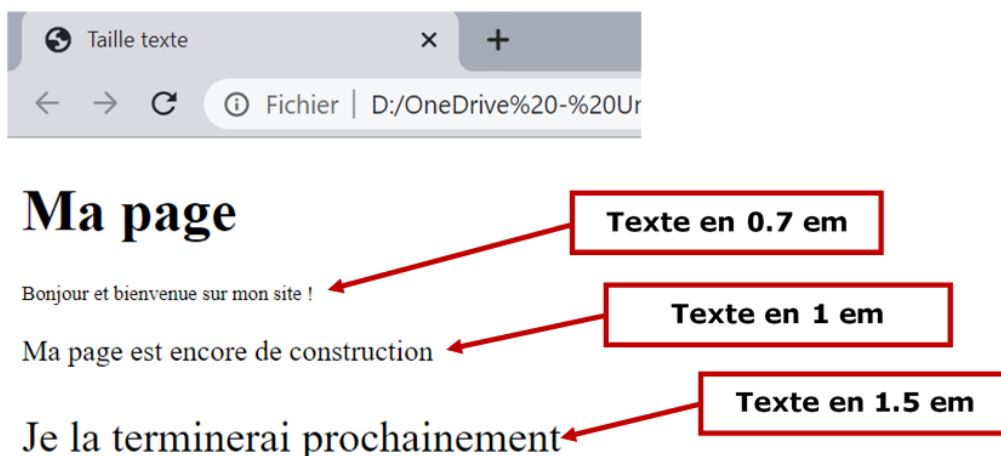 Taille texte
Fichier | D:/OneDrive%20-%20Un
Ma page
Texte en 0.7 em
Bonjour et bienvenue sur mon site !
Texte en 1 em
Ma page est encore de construction
Texte en 1.5 em
Je la terminerai prochainement